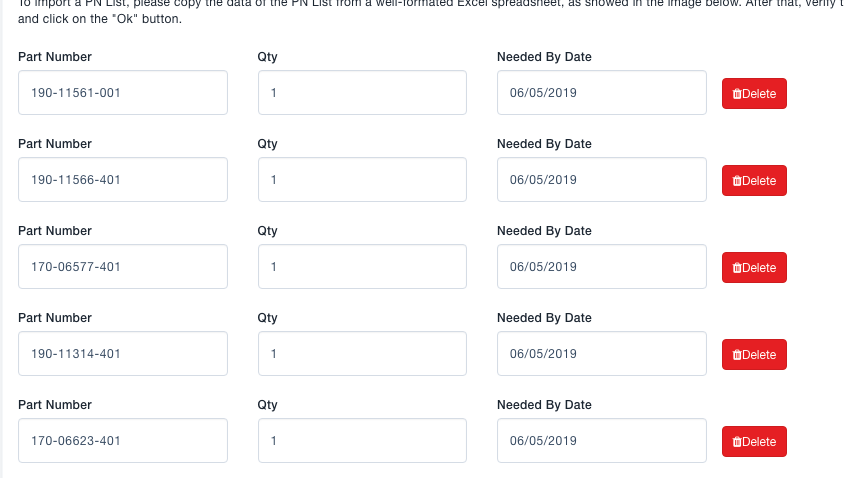 To import a PN List, please copy the data of the PN List from a well-formated Excel spreadsheet, as showed in the image below. After that, verify t
and click on the "Ok" button.
Part Number Qty Needed By Date
190-11561-001 1 06/05/2019 Delete
Part Number Qty Needed By Date
190-11566-401 1 06/05/2019 Delete
Part Number Qty Needed By Date
170-06577-401 1 06/05/2019 Delete
Part Number Qty Needed By Date
190-11314-401 1 06/05/2019 Delete
Part Number Qty Needed By Date
170-06623-401 1 06/05/2019 Delete